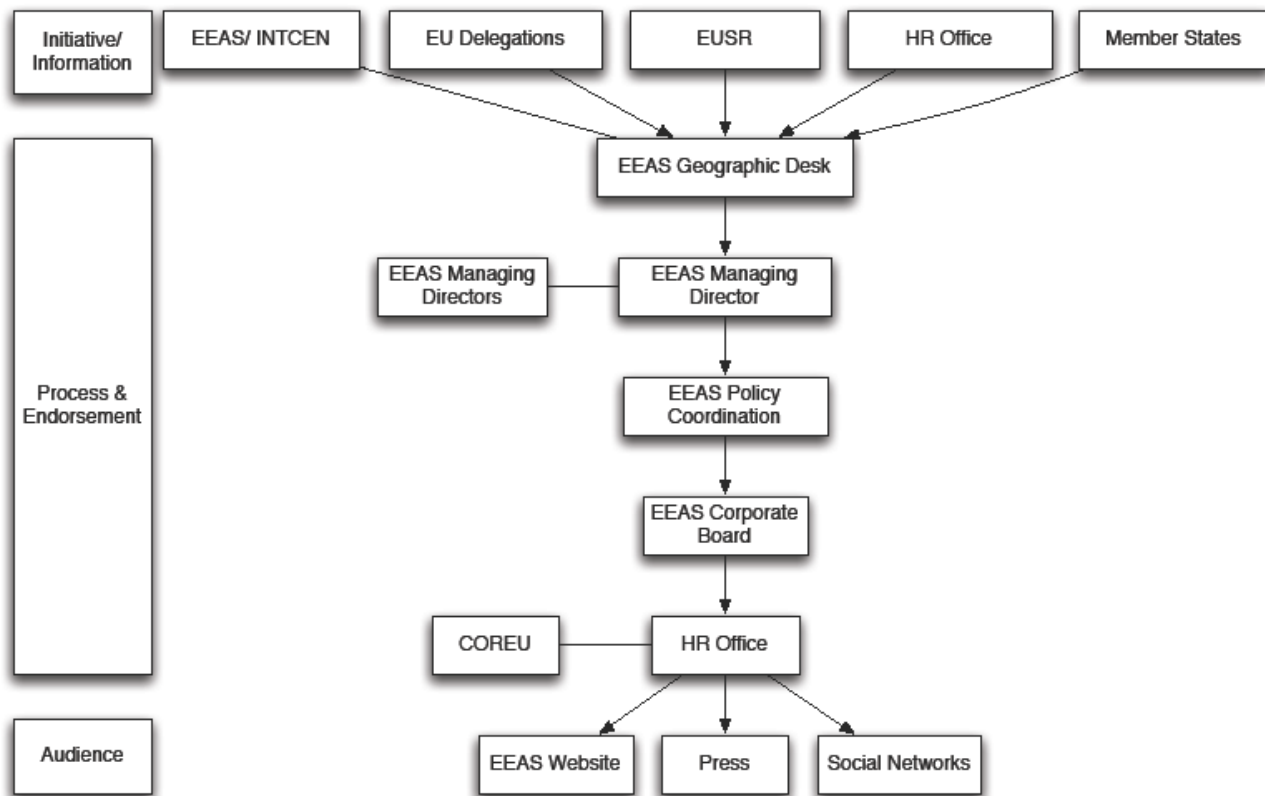 Initiative/
Information
EEAS/ INTCEN
EU Delegations
EUSR
HR Office
Member States
EEAS Geographic Desk
EEAS Managing
Directors
EEAS Managing
Director
Process &
Endorsement
EEAS Policy
Coordination
EEAS Corporate
Board
COREU
HR Office
Audience
EEAS Website
Press
Social Networks